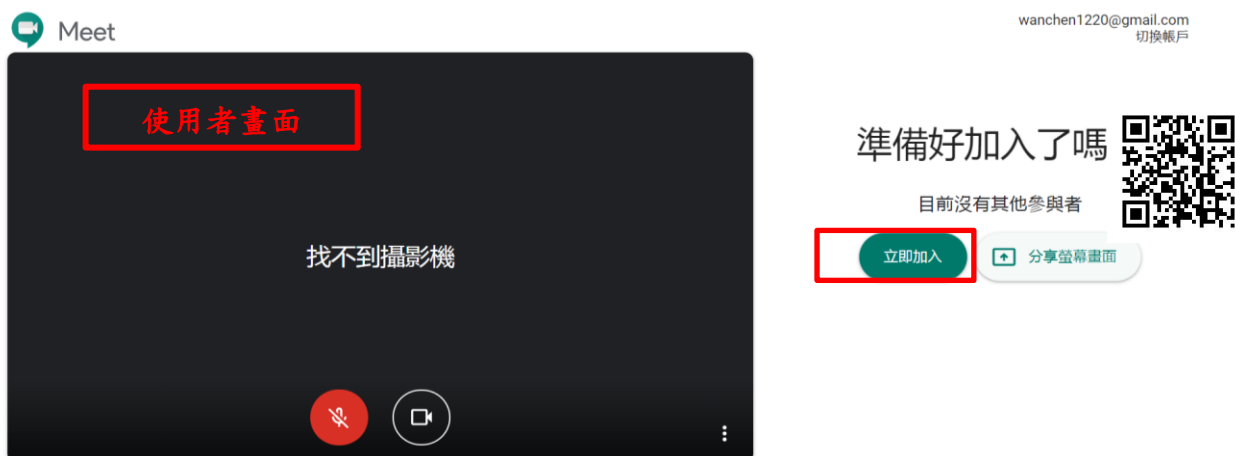 Meet
wanchen1220@gmail.com
切換帳戶
使用者畫面
找不到攝影機
準備好加入了嗎
目前沒有其他參與者
立即加入
分享螢幕畫面